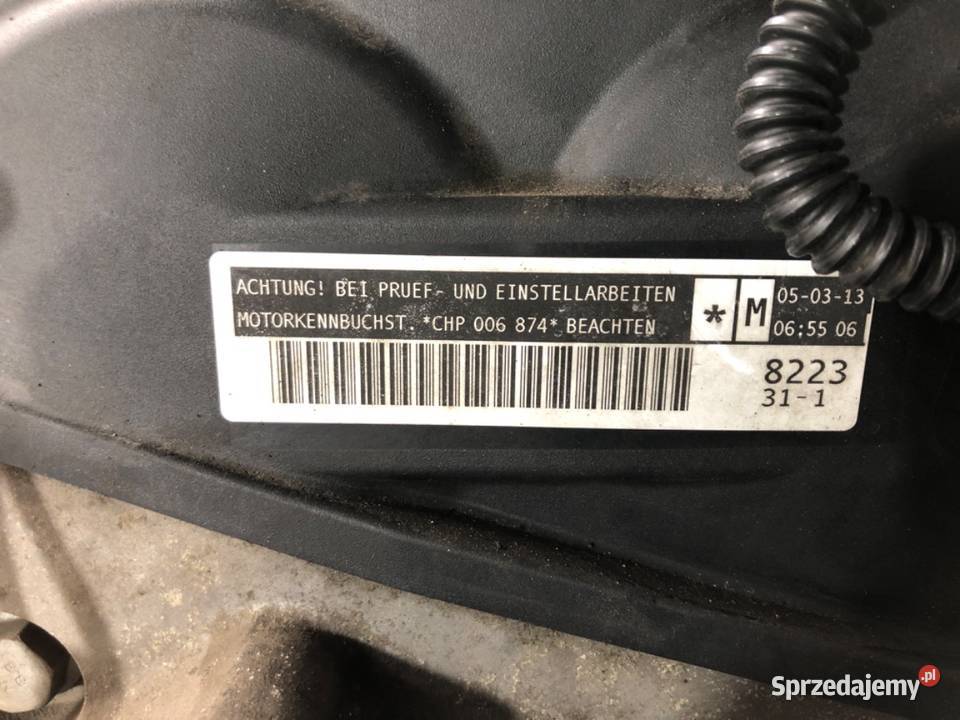 ACHTUNG! BEI PRUEF- UND EINSTELLARBEITEN
MOTORKENNBUCHST. *CHP 006 874* BEACHTEN
* M
05-03-13
06:55 06
8223
31-1
Sprzedajemy.pl